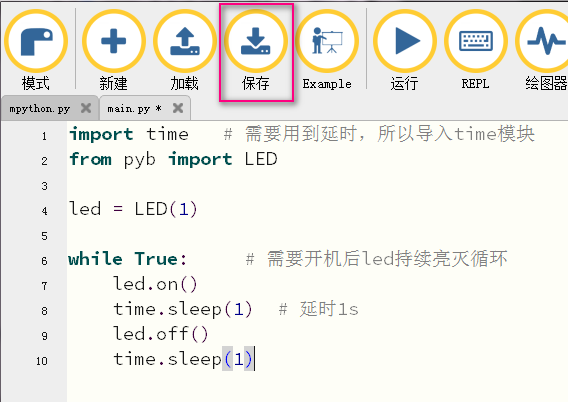 模式 新建 加载 保存 Example 运行 REPL 绘图器
mpython.py main.py *
1 import time # 需要用到延时，所以导入time模块
2 from pyb import LED
3
4 led = LED(1)
5
6 while True: # 需要开机后led持续亮灭循环
7 led.on()
8 time.sleep(1) # 延时1s
9 led.off()
10 time.sleep(1)